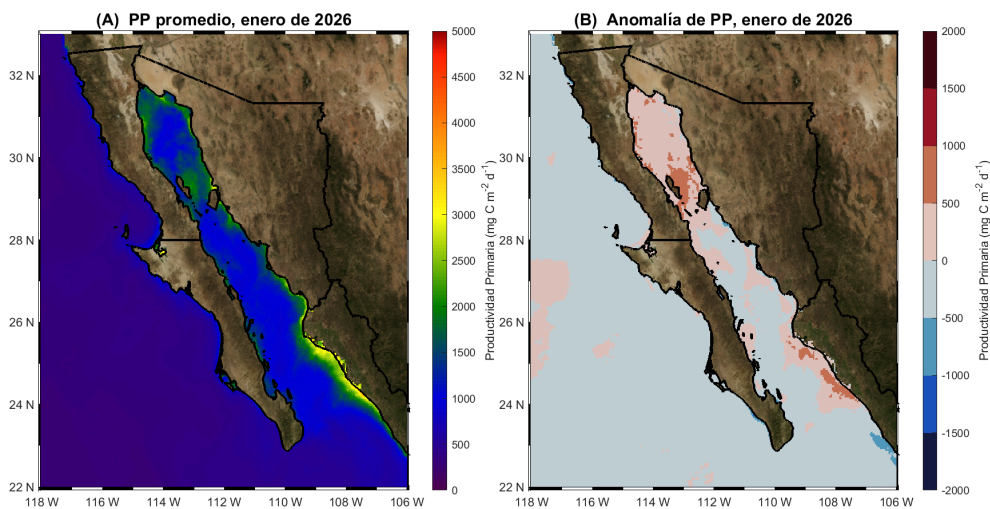 (A)  PP promedio, enero de 2026
32 N
30 N
28 N
26 N
24 N
22 N
118 W
116 W
114 W
112 W
110 W
108 W
106 W
5000
4500
4000
3500
3000
2500
2000
1500
1000
500
0
Productividad Primaria (mg C m⁻² d⁻¹)
(B)  Anomalía de PP, enero de 2026
32 N
30 N
28 N
26 N
24 N
22 N
118 W
116 W
114 W
112 W
110 W
108 W
106 W
2000
1500
1000
500
0
-500
-1000
-1500
-2000
Productividad Primaria (mg C m⁻² d⁻¹)